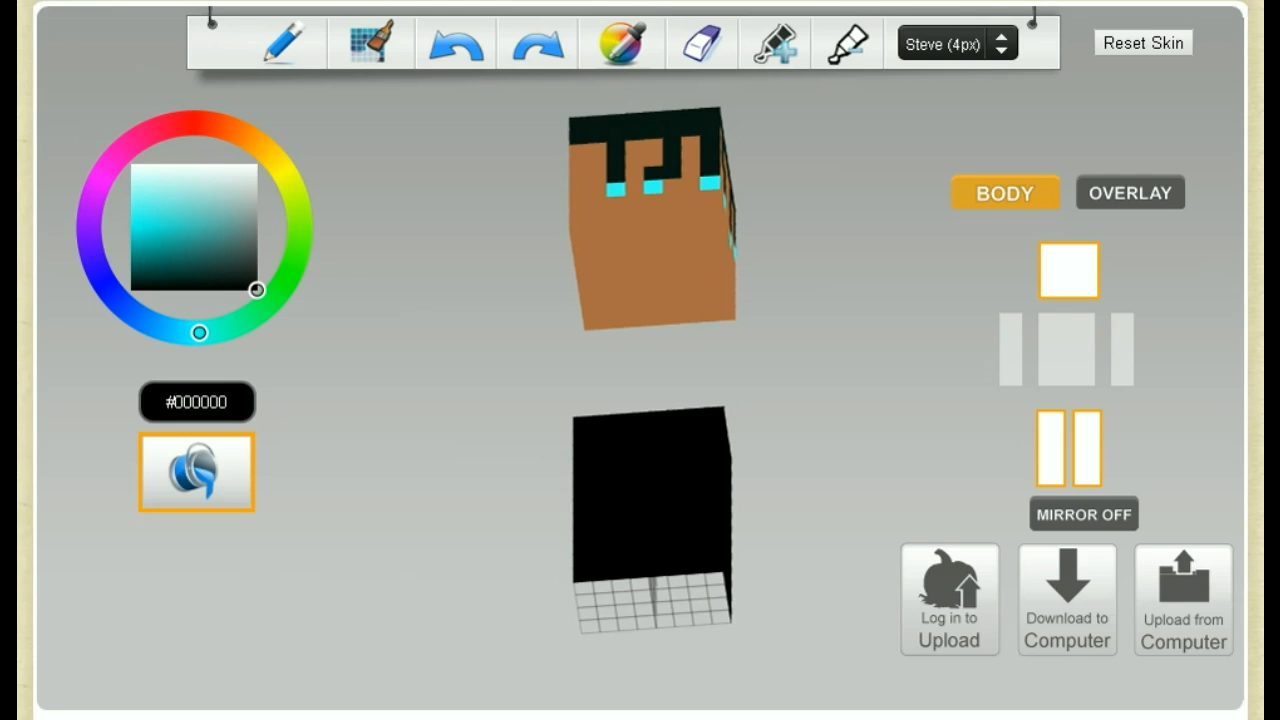 Steve (4px)
Reset Skin
BODY
OVERLAY
#000000
MIRROR OFF
Log in to
Upload
Download to
Computer
Upload from
Computer